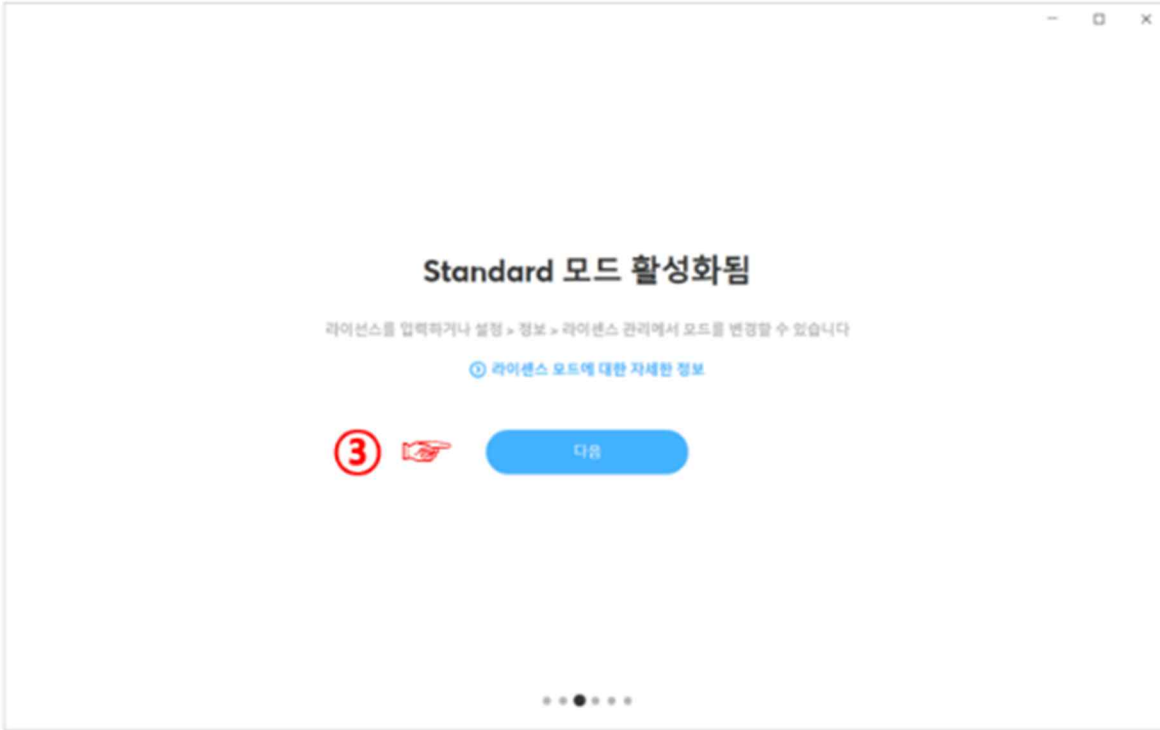 Standard 모드 활성화됨
라이선스를 입력하거나 설정 > 정보 > 라이센스 관리에서 모드를 변경할 수 있습니다
라이센스 모드에 대한 자세한 정보
③ ☞ 다음